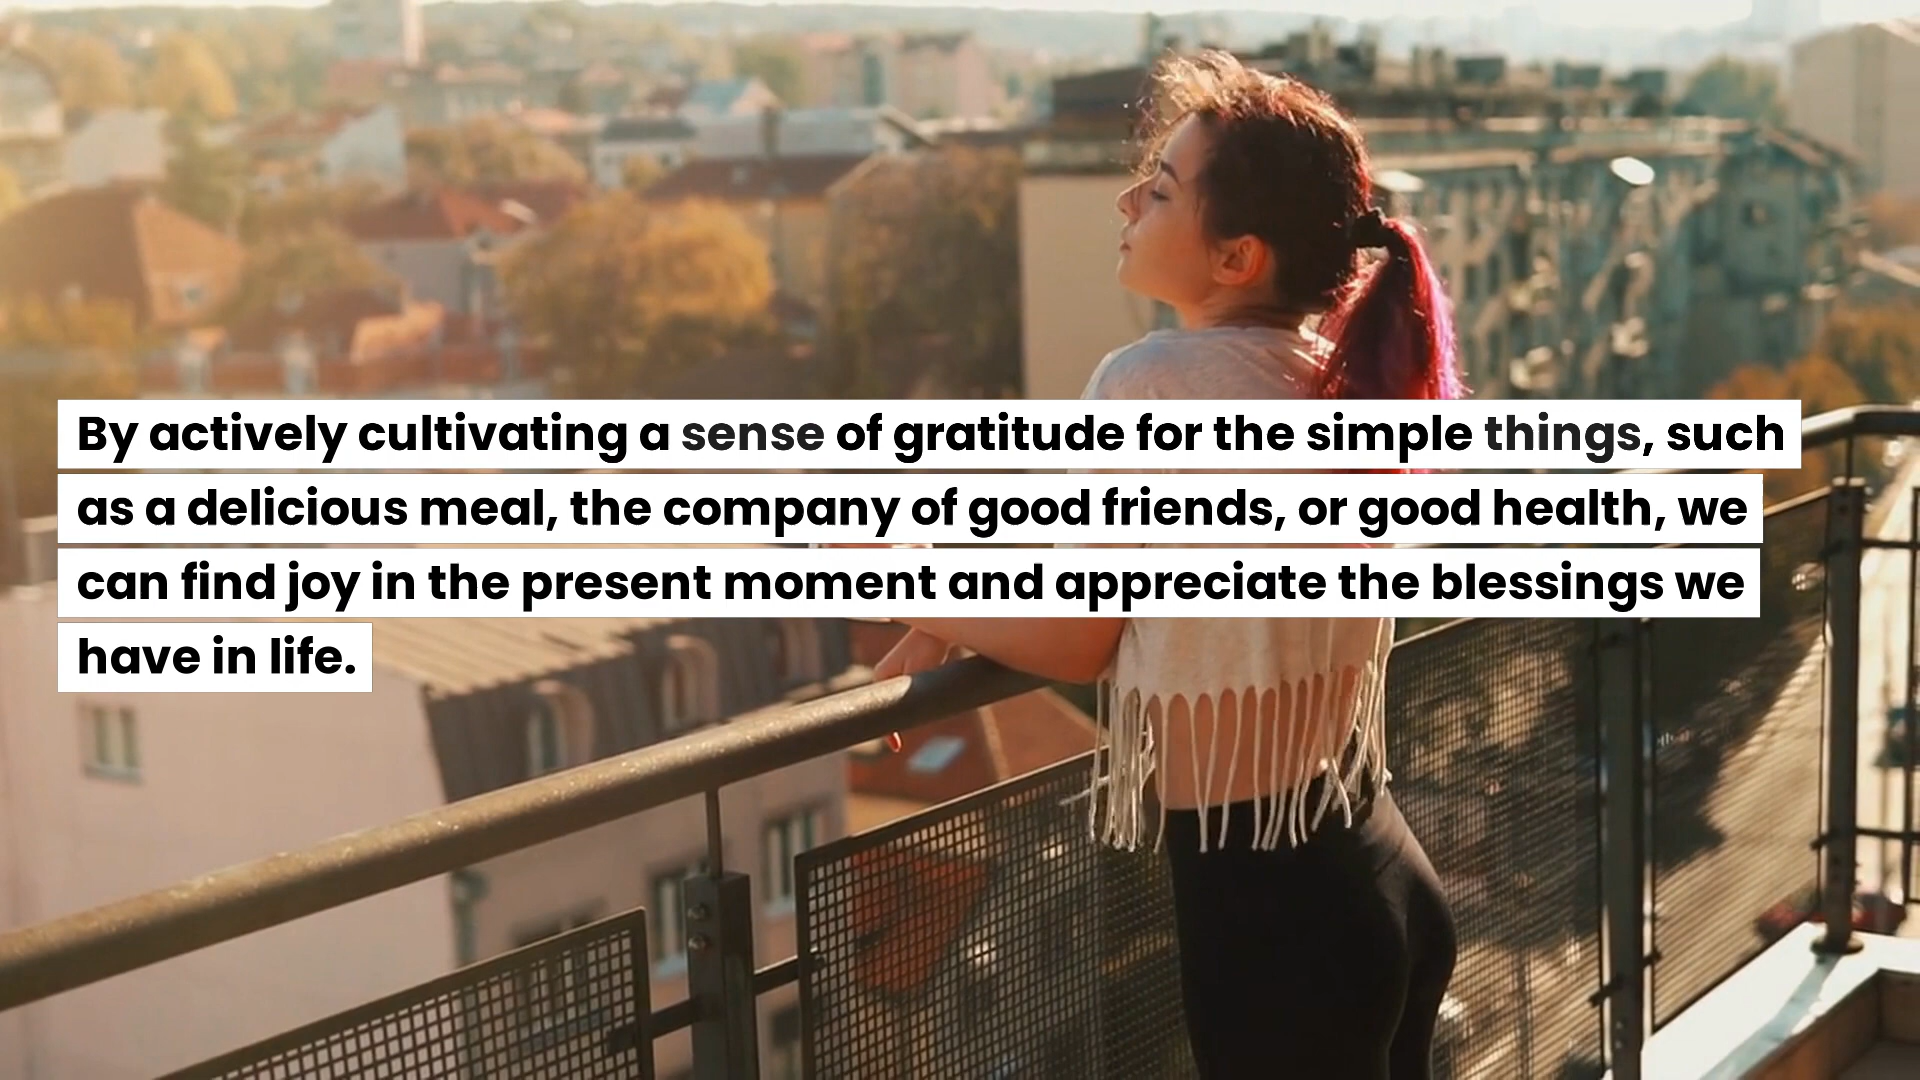 By actively cultivating a sense of gratitude for the simple things, such
as a delicious meal, the company of good friends, or good health, we
can find joy in the present moment and appreciate the blessings we
have in life.